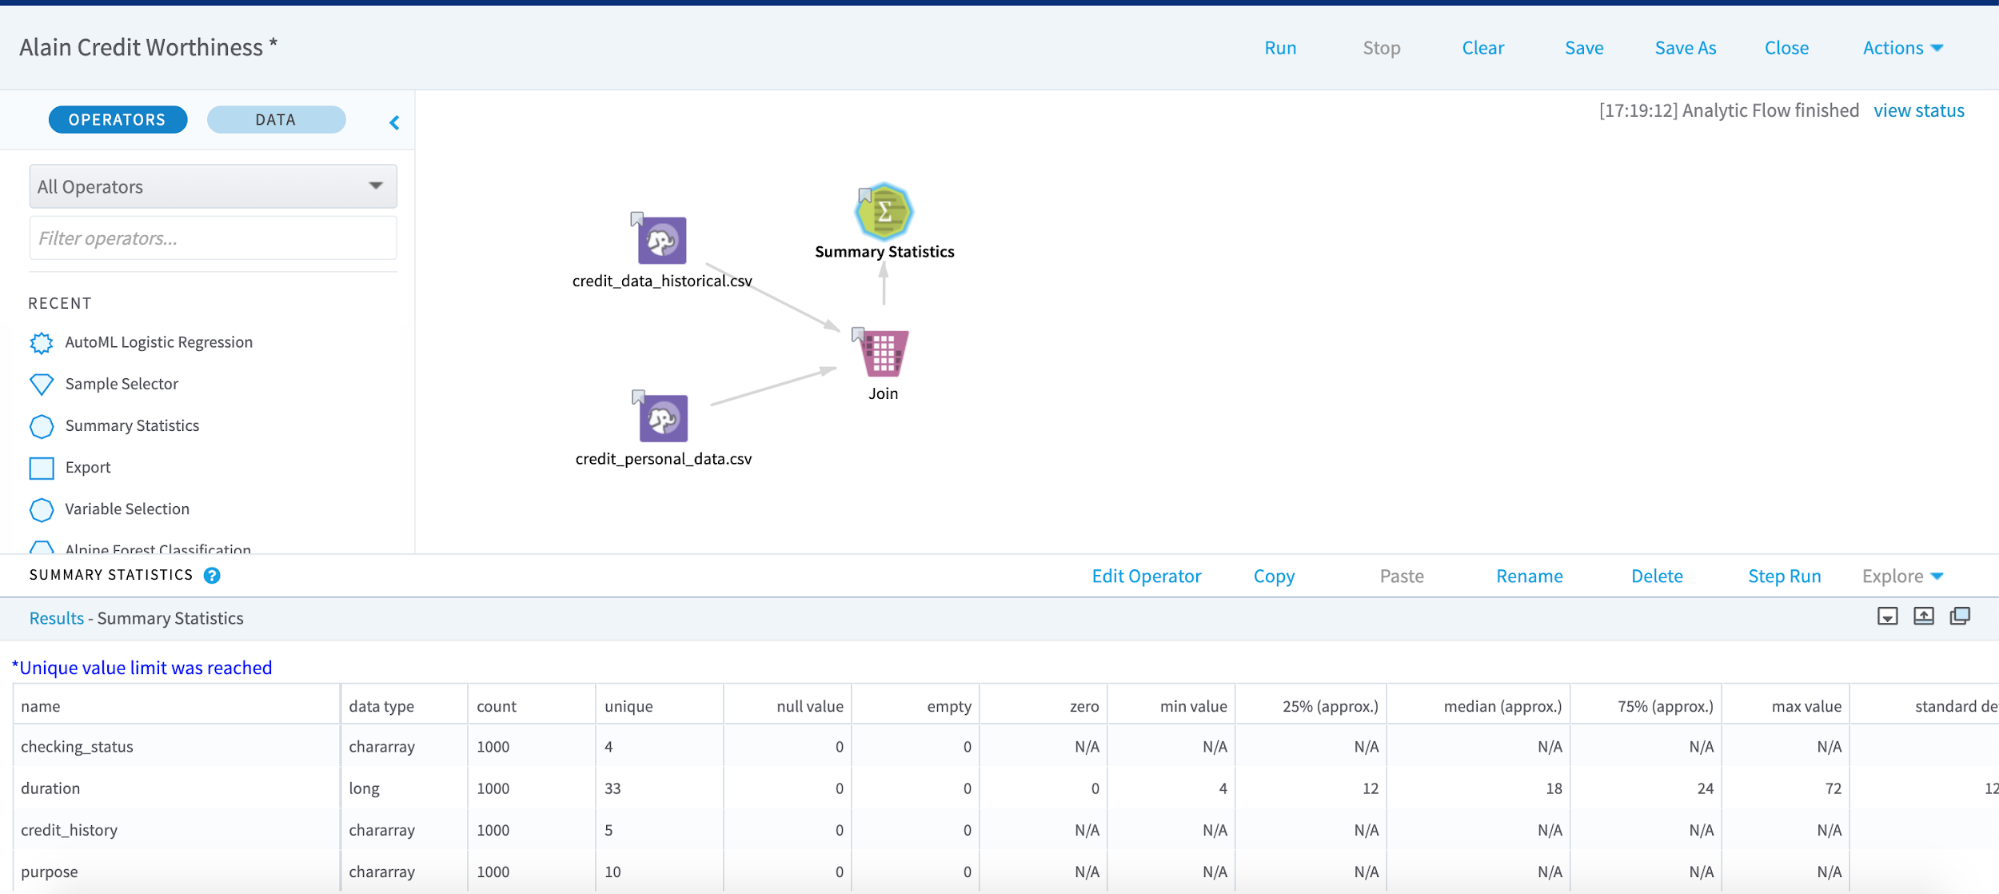 Alain Credit Worthiness *
Run Stop Clear Save Save As Close Actions
OPERATORS DATA
[17:19:12] Analytic Flow finished view status
All Operators
Filter operators...
RECENT
AutoML Logistic Regression
Sample Selector
Summary Statistics
Export
Variable Selection
Alpine Forest Classification
Σ
Summary Statistics
credit_data_historical.csv
Join
credit_personal_data.csv
SUMMARY STATISTICS ?
Edit Operator Copy Paste Rename Delete Step Run Explore
Results - Summary Statistics
*Unique value limit was reached
name data type count unique null value empty zero min value 25% (approx.) median (approx.) 75% (approx.) max value standard de
checking_status chararray 1000 4 0 0 N/A N/A N/A N/A N/A N/A
duration long 1000 33 0 0 0 4 12 18 24 72 12
credit_history chararray 1000 5 0 0 N/A N/A N/A N/A N/A N/A
purpose chararray 1000 10 0 0 N/A N/A N/A N/A N/A N/A